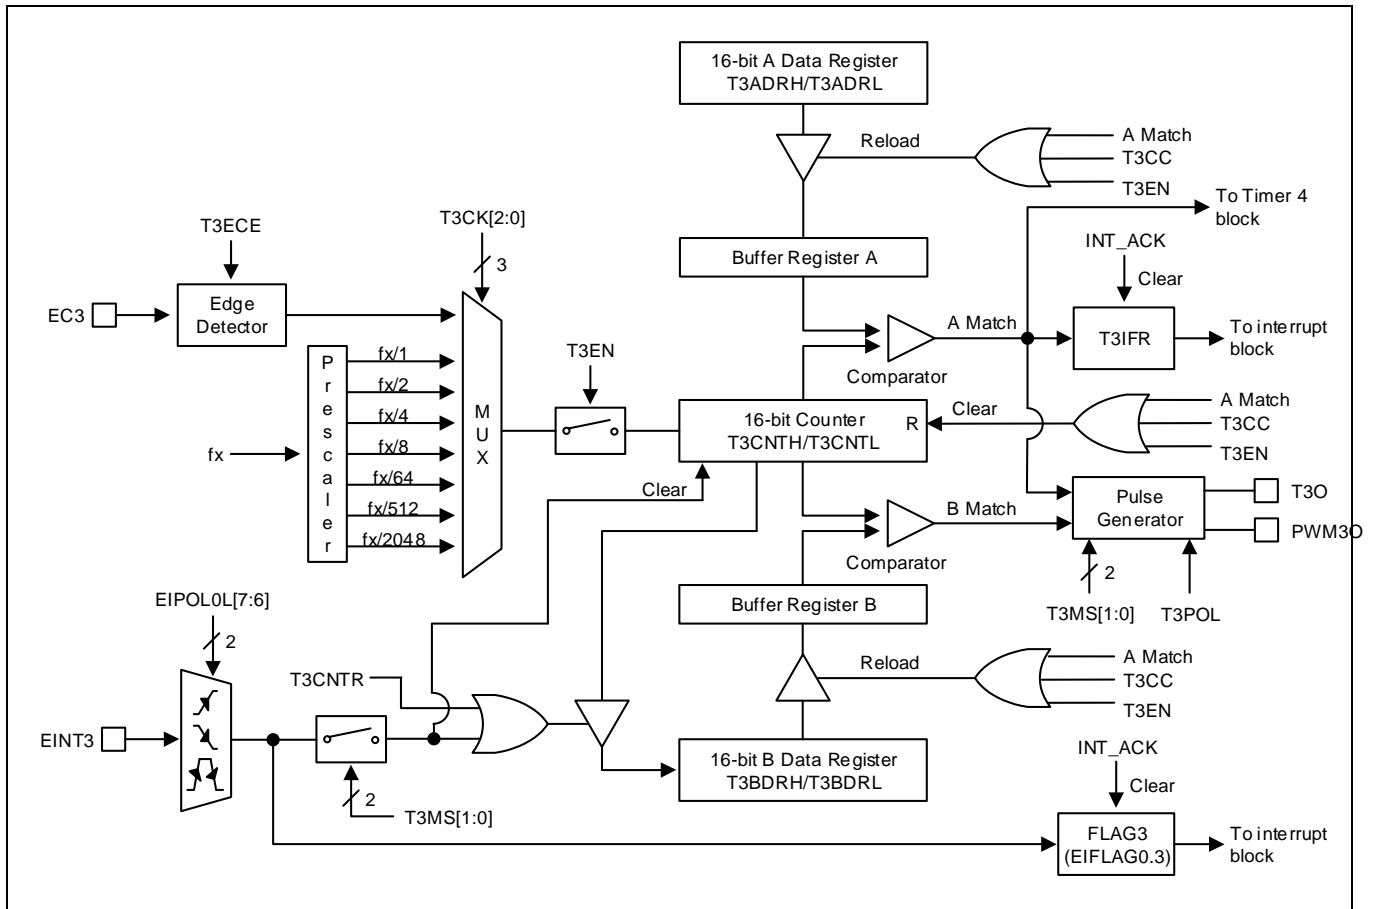 16-bit A Data Register
T3ADRH/T3ADRL
Reload
A Match
T3CC
T3EN
To Timer 4
block
T3ECE
T3CK[2:0]
3
Buffer Register A
INT_ACK
Clear
EC3
Edge
Detector
A Match
T3IFR
To interrupt
block
Comparator
Prescaler
fx/1
fx/2
fx/4
fx/8
fx/64
fx/512
fx/2048
fx
MUX
T3EN
16-bit Counter
T3CNTH/T3CNTL
R
Clear
A Match
T3CC
T3EN
Clear
B Match
Comparator
Pulse
Generator
T3O
PWM3O
2
T3MS[1:0]
T3POL
EIPOL0L[7:6]
2
Buffer Register B
Reload
A Match
T3CC
T3EN
T3CNTR
EINT3
2
T3MS[1:0]
16-bit B Data Register
T3BDRH/T3BDRL
INT_ACK
Clear
FLAG3
(EIFLAG0.3)
To interrupt
block